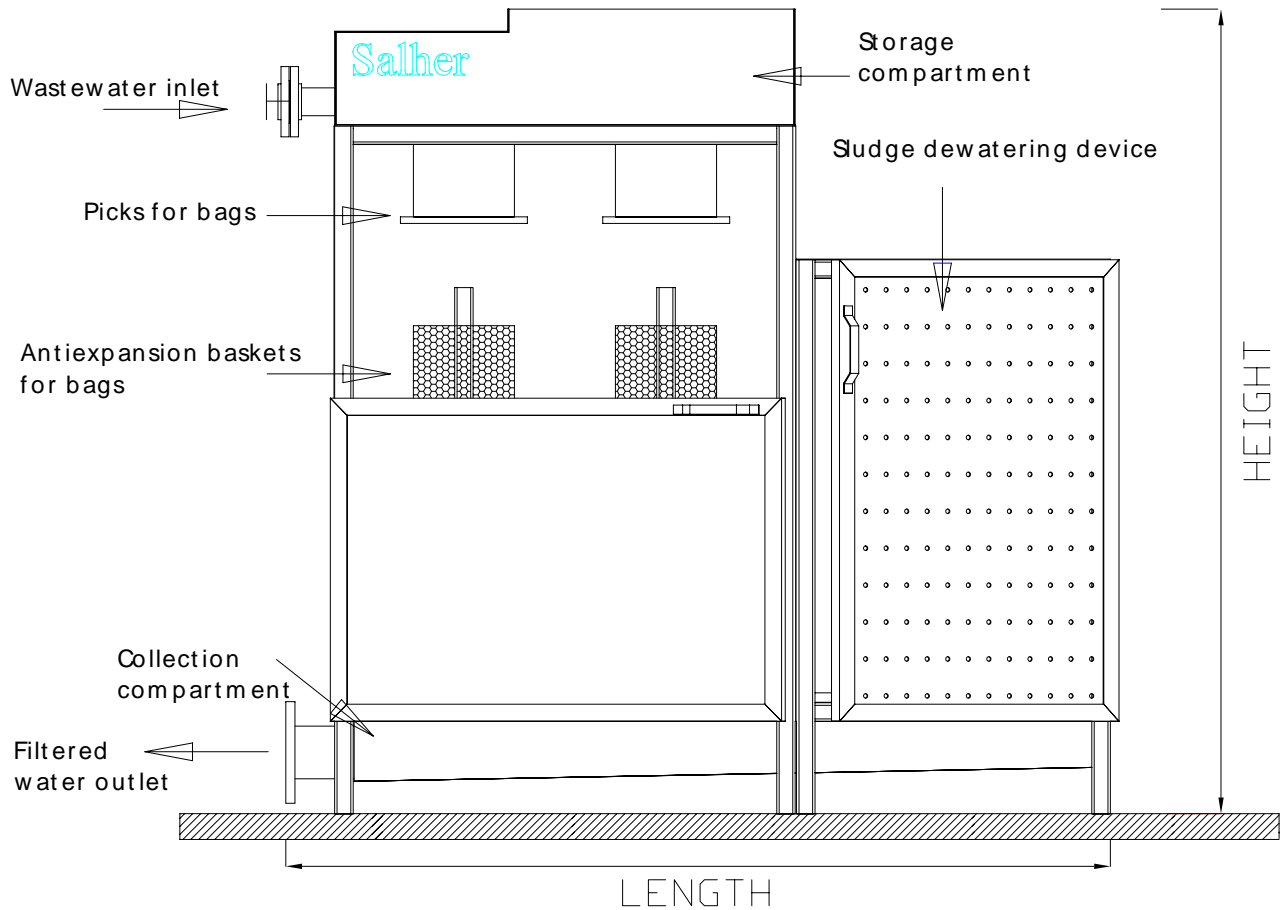 Salher
Storage
compartment
Wastewater inlet
Sludge dewatering device
Picks for bags
Antiexpansion baskets
for bags
HEIGHT
Collection
compartment
Filtered
water outlet
LENGTH